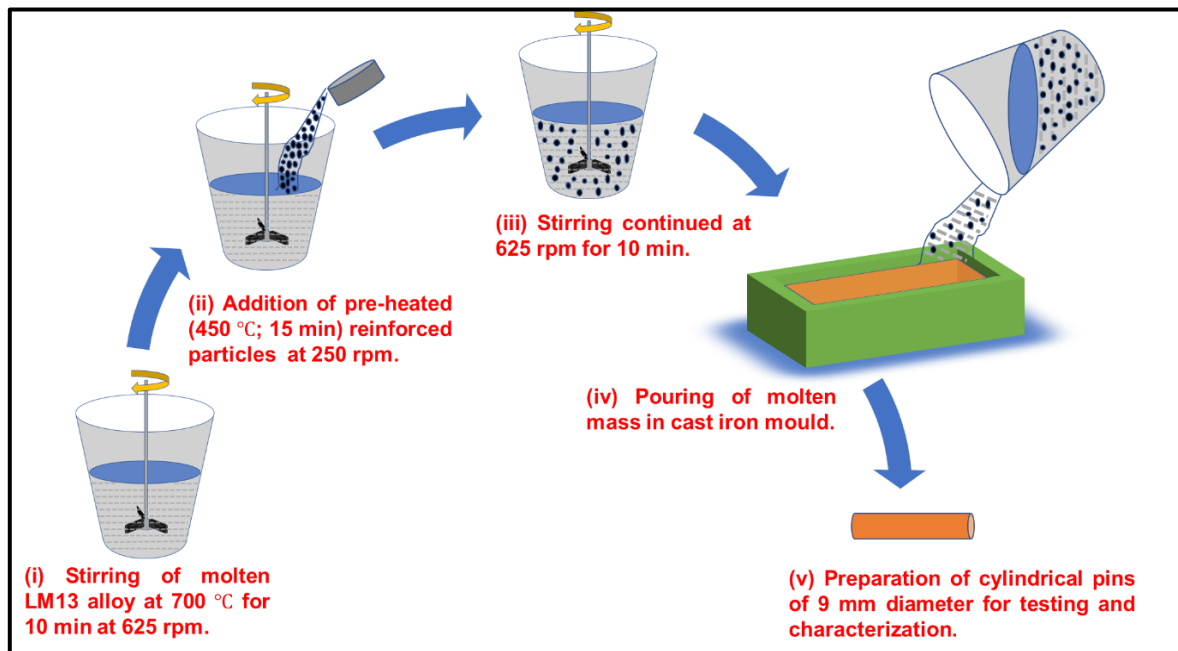 (i) Stirring of molten
LM13 alloy at 700 ℃ for
10 min at 625 rpm.
(ii) Addition of pre-heated
(450 ℃; 15 min) reinforced
particles at 250 rpm.
(iii) Stirring continued at
625 rpm for 10 min.
(iv) Pouring of molten
mass in cast iron mould.
(v) Preparation of cylindrical pins
of 9 mm diameter for testing and
characterization.